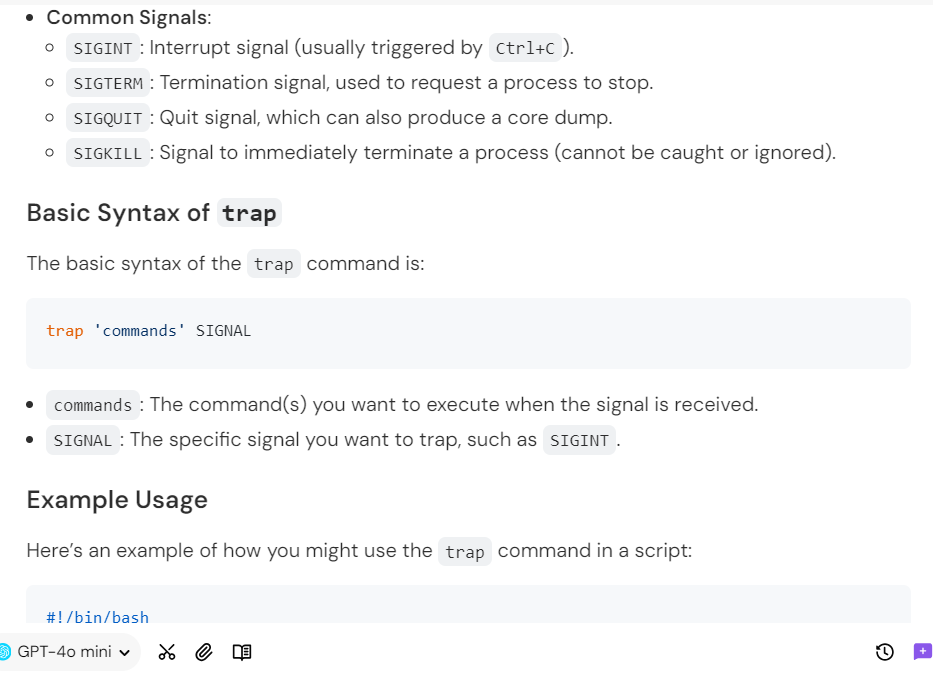 Common Signals:
SIGINT : Interrupt signal (usually triggered by Ctrl+C ).
SIGTERM : Termination signal, used to request a process to stop.
SIGQUIT : Quit signal, which can also produce a core dump.
SIGKILL : Signal to immediately terminate a process (cannot be caught or ignored).
Basic Syntax of trap
The basic syntax of the trap command is:
trap 'commands' SIGNAL
commands : The command(s) you want to execute when the signal is received.
SIGNAL : The specific signal you want to trap, such as SIGINT .
Example Usage
Here’s an example of how you might use the trap command in a script:
#!/bin/bash
GPT-4o mini